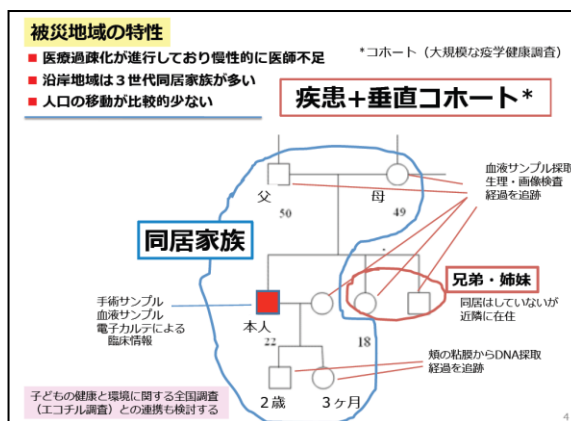 被災地域の特性
■ 医療過疎化が進行しており慢性的に医師不足
■ 沿岸地域は3世代同居家族が多い
■ 人口の移動が比較的少ない
*コホート（大規模な疫学健康調査）
疾患+垂直コホート*
血液サンプル採取
生理・画像検査
経過を追跡
父
50
母
49
同居家族
兄弟・姉妹
同居はしていないが
近隣に在住
手術サンプル
血液サンプル
電子カルテによる
臨床情報
本人
22
18
頬の粘膜からDNA採取
経過を追跡
2歳
3ヶ月
子どもの健康と環境に関する全国調査
（エコチル調査）との連携も検討する
4